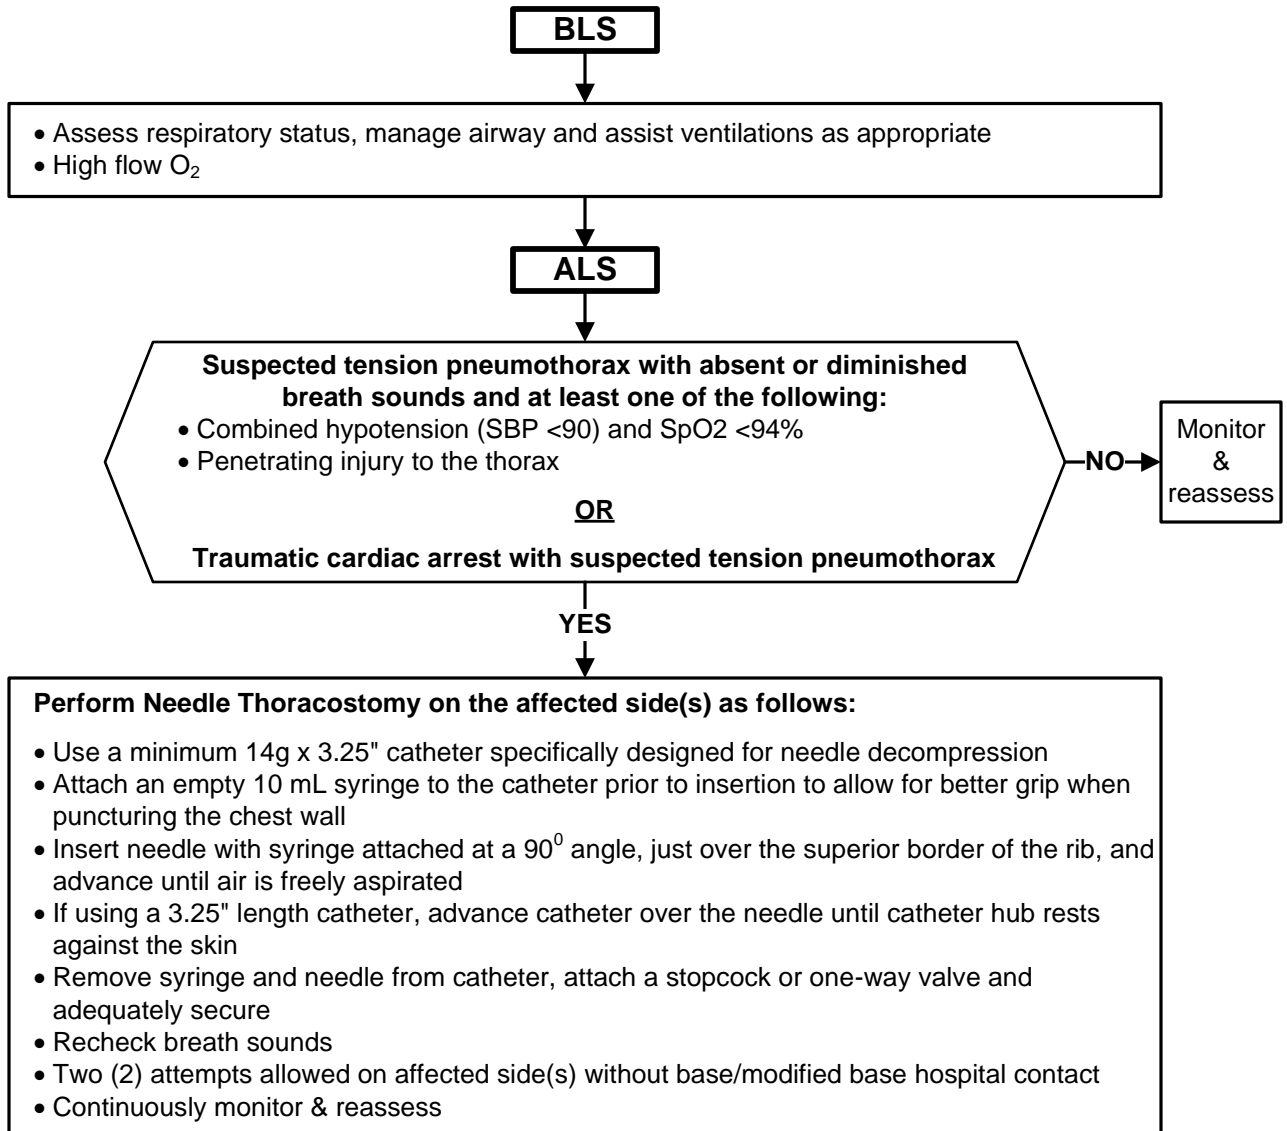 BLS
• Assess respiratory status, manage airway and assist ventilations as appropriate
• High flow O₂
ALS
Suspected tension pneumothorax with absent or diminished
breath sounds and at least one of the following:
• Combined hypotension (SBP <90) and SpO2 <94%
• Penetrating injury to the thorax
OR
Traumatic cardiac arrest with suspected tension pneumothorax
NO
Monitor
&
reassess
YES
Perform Needle Thoracostomy on the affected side(s) as follows:
• Use a minimum 14g x 3.25" catheter specifically designed for needle decompression
• Attach an empty 10 mL syringe to the catheter prior to insertion to allow for better grip when
puncturing the chest wall
• Insert needle with syringe attached at a 90⁰ angle, just over the superior border of the rib, and
advance until air is freely aspirated
• If using a 3.25" length catheter, advance catheter over the needle until catheter hub rests
against the skin
• Remove syringe and needle from catheter, attach a stopcock or one-way valve and
adequately secure
• Recheck breath sounds
• Two (2) attempts allowed on affected side(s) without base/modified base hospital contact
• Continuously monitor & reassess